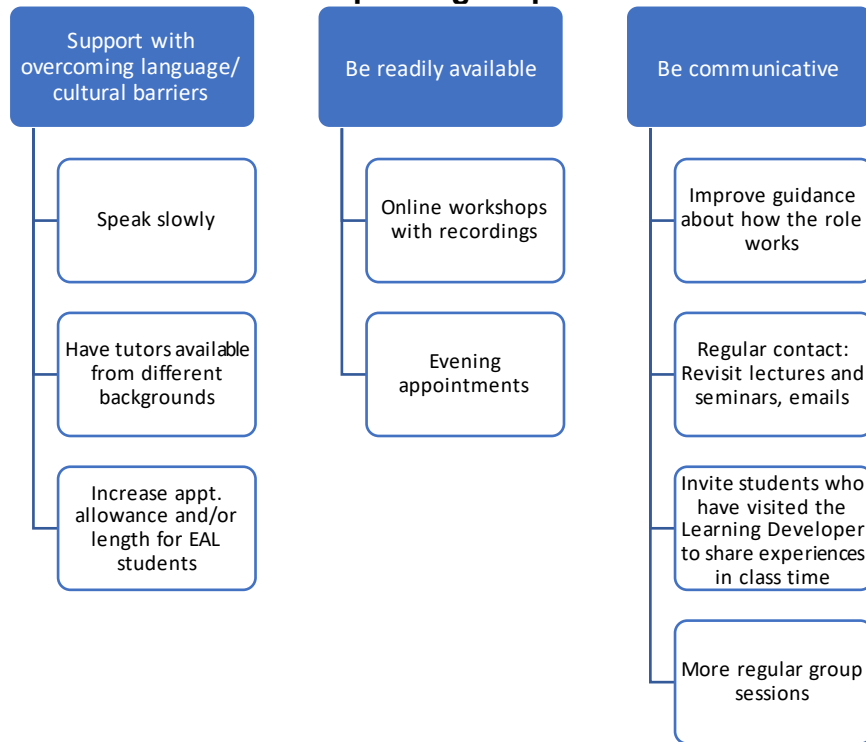 Support with
overcoming language/
cultural barriers
Speak slowly
Have tutors available
from different
backgrounds
Increase appt.
allowance and/or
length for EAL
students
Be readily available
Online workshops
with recordings
Evening
appointments
Be communicative
Improve guidance
about how the role
works
Regular contact:
Revisit lectures and
seminars, emails
Invite students who
have visited the
Learning Developer
to share experiences
in class time
More regular group
sessions